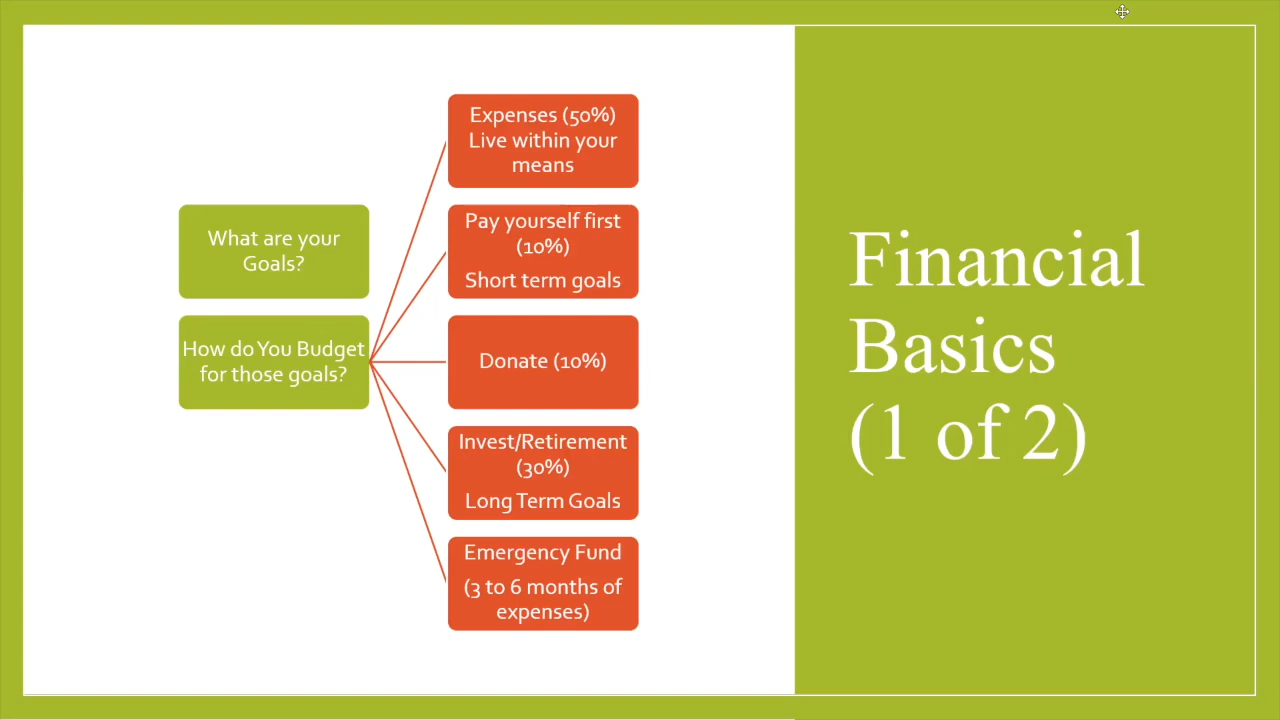 What are your
Goals?
How do You Budget
for those goals?
Expenses (50%)
Live within your
means
Pay yourself first
(10%)
Short term goals
Donate (10%)
Invest/Retirement
(30%)
Long Term Goals
Emergency Fund
(3 to 6 months of
expenses)
Financial
Basics
(1 of 2)